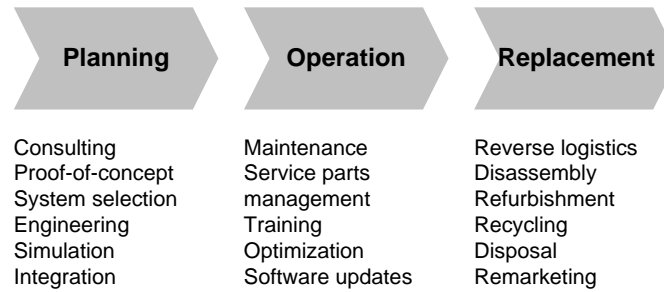 Planning
Operation
Replacement
Consulting
Proof-of-concept
System selection
Engineering
Simulation
Integration
Maintenance
Service parts
management
Training
Optimization
Software updates
Reverse logistics
Disassembly
Refurbishment
Recycling
Disposal
Remarketing